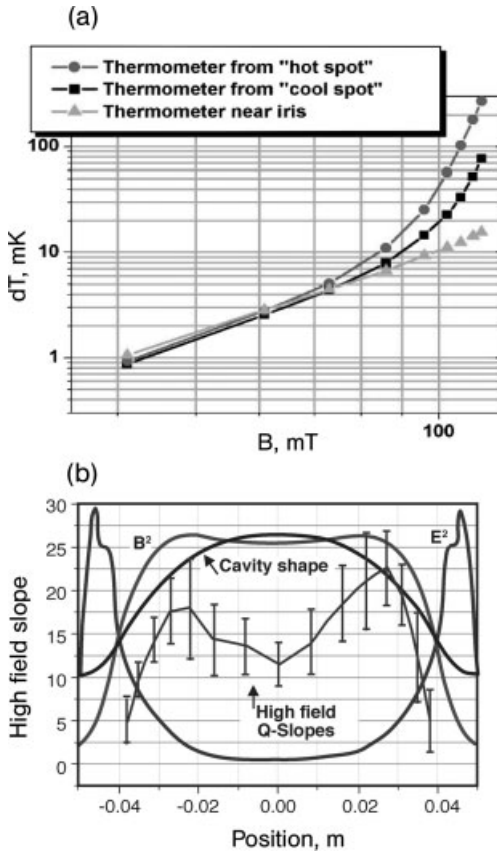 (a)
Thermometer from "hot spot"
Thermometer from "cool spot"
Thermometer near iris
100
10
1
dT, mK
100
B, mT
(b)
30
25
20
15
10
5
0
High field slope
B²
E²
Cavity shape
High field
Q-Slopes
-0.04 -0.02 0.00 0.02 0.04
Position, m